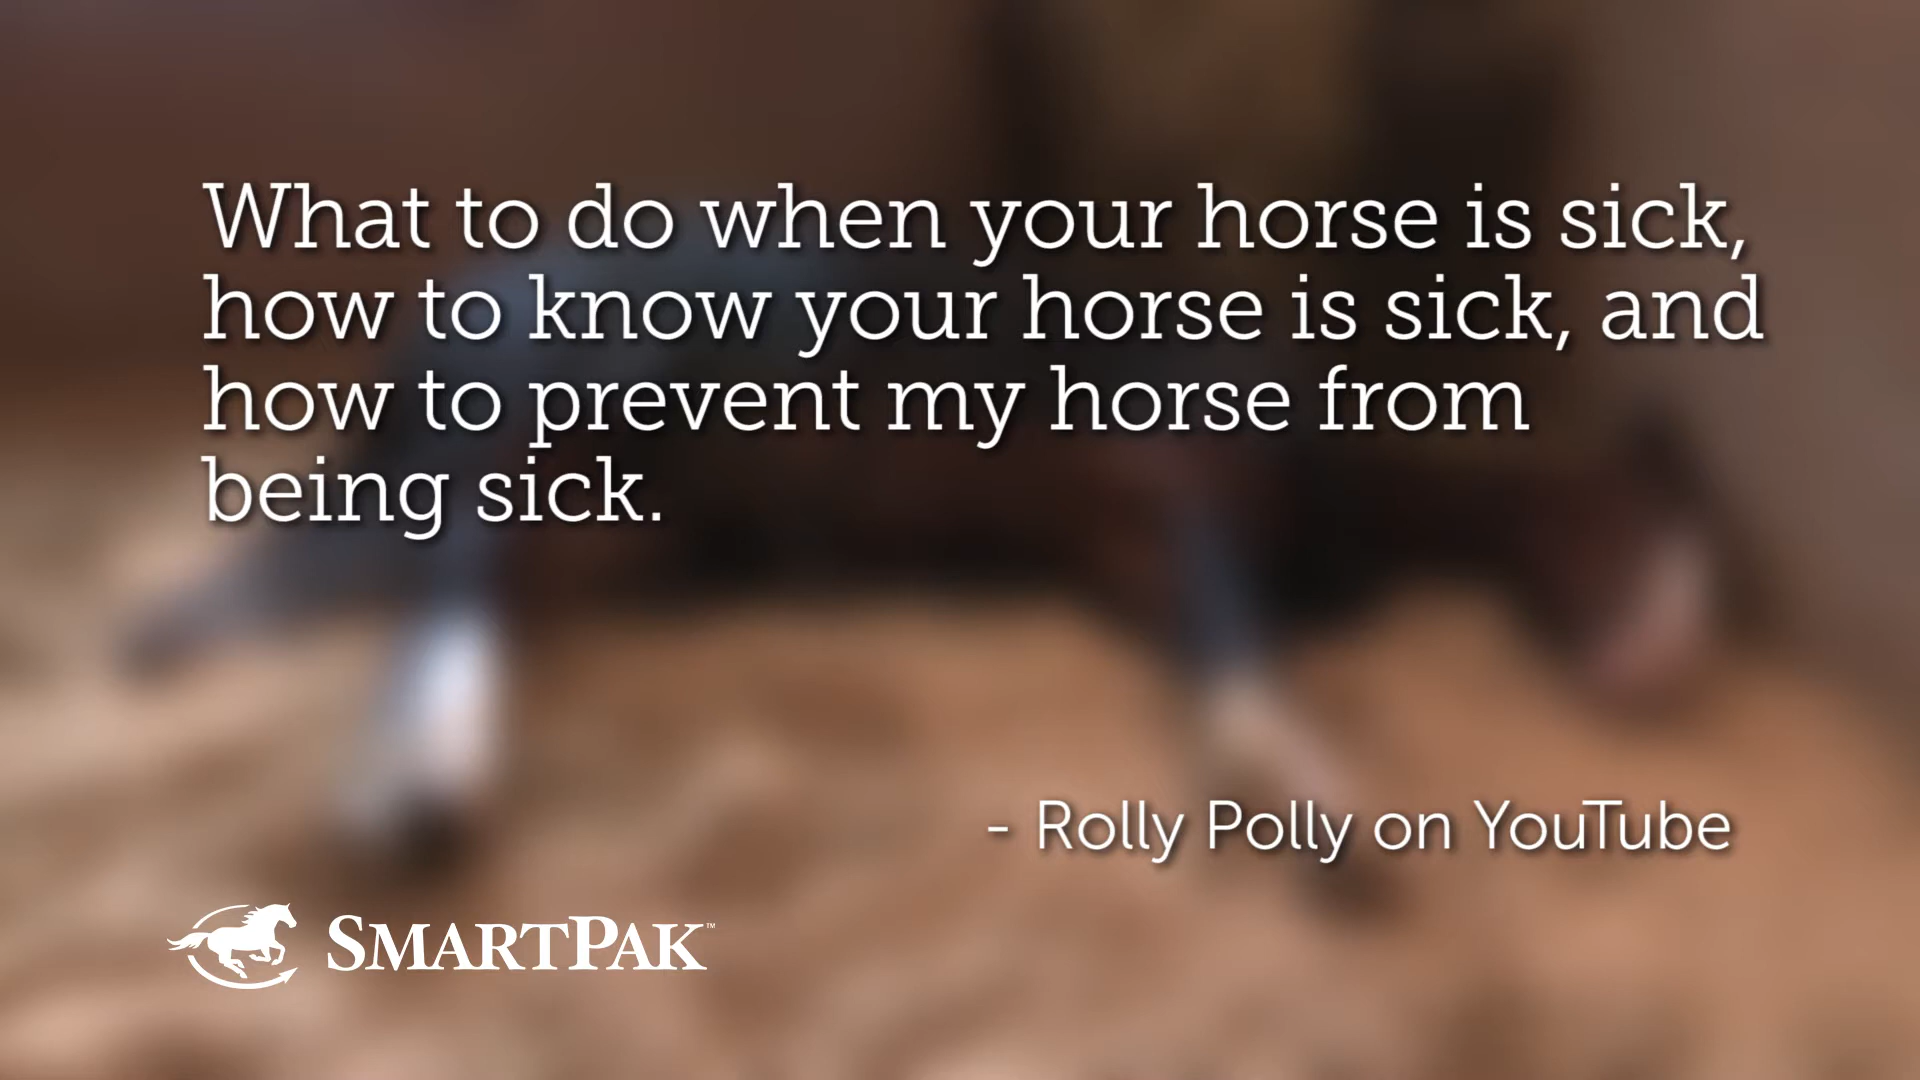 What to do when your horse is sick,
how to know your horse is sick, and
how to prevent my horse from
being sick.
- Rolly Polly on YouTube
SMARTPAK™